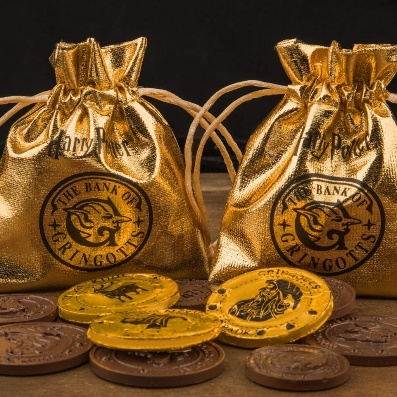 Harry Potter
THE BANK OF
GRINGOTTS
Harry Potter
THE BANK OF
GRINGOTTS
GRINGOTTS